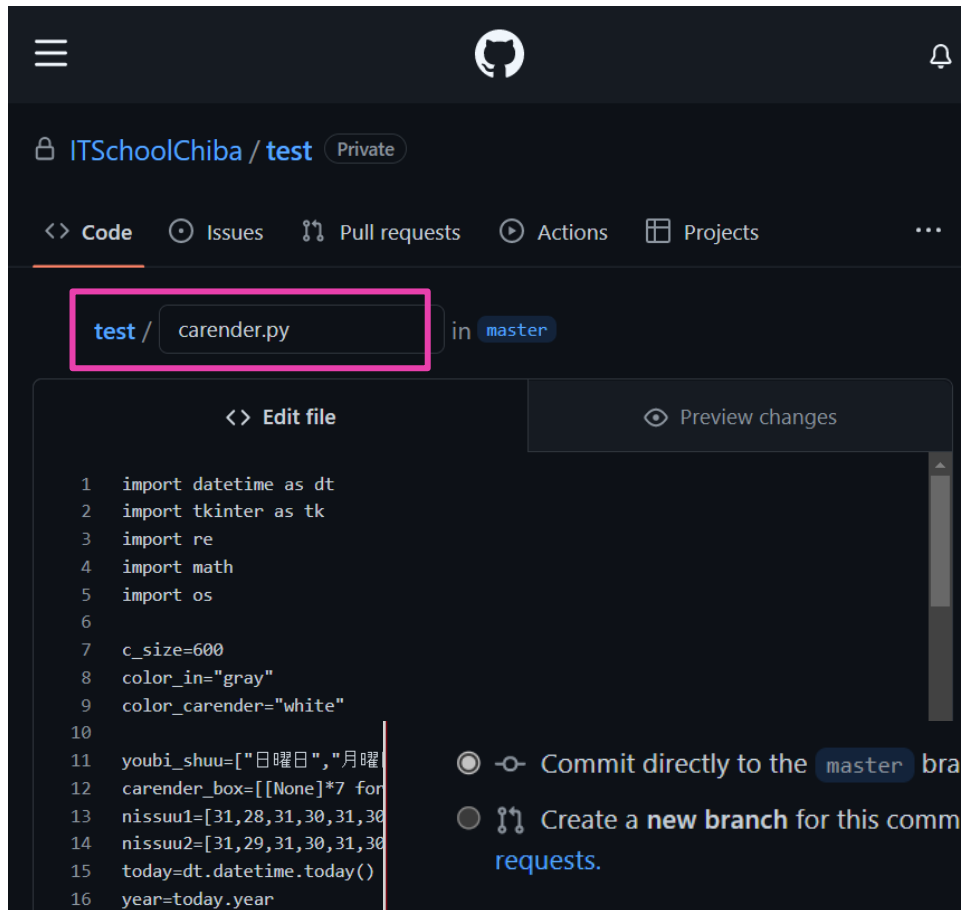 ITSchoolChiba / test Private
Code Issues Pull requests Actions Projects ...
test / carender.py in master
Edit file Preview changes
1 import datetime as dt
2 import tkinter as tk
3 import re
4 import math
5 import os
6
7 c_size=600
8 color_in="gray"
9 color_carender="white"
10
11 youbi_shuu=["日曜日","月曜
12 carender_box=[[None]*7 for
13 nissuu1=[31,28,31,30,31,30
14 nissuu2=[31,29,31,30,31,30
15 today=dt.datetime.today()
16 year=today.year
Commit directly to the master bra
Create a new branch for this comm
requests.